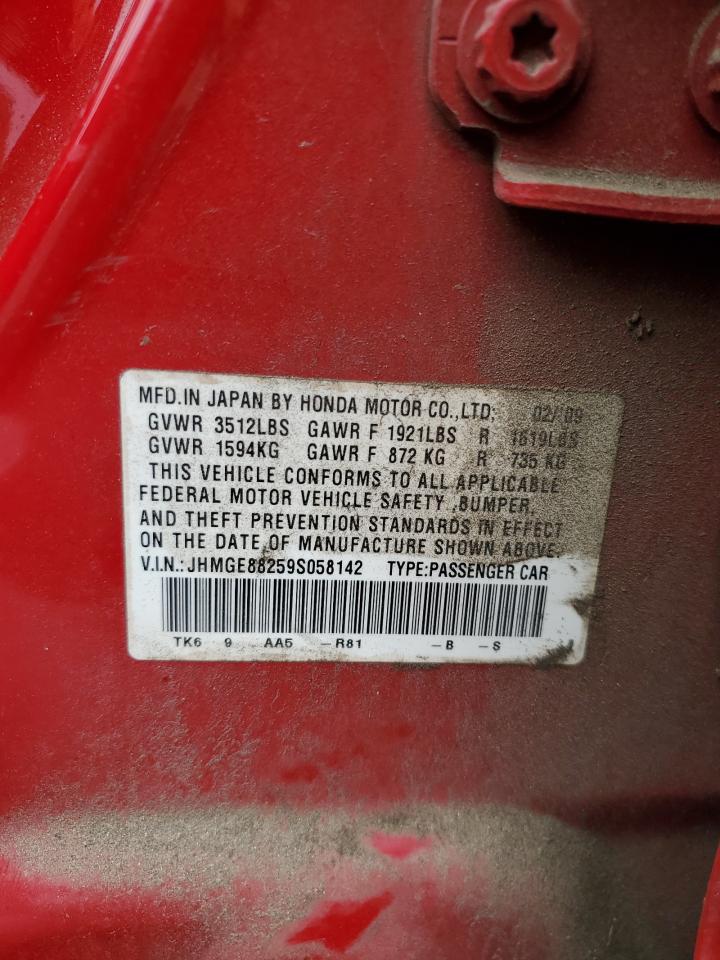 MFD.IN JAPAN BY HONDA MOTOR CO.,LTD; 02/'09
GVWR 3512LBS GAWR F 1921LBS R 1619LBS
GVWR 1594KG GAWR F 872 KG R 735 KG
THIS VEHICLE CONFORMS TO ALL APPLICABLE
FEDERAL MOTOR VEHICLE SAFETY ,BUMPER,
AND THEFT PREVENTION STANDARDS IN EFFECT
ON THE DATE OF MANUFACTURE SHOWN ABOVE.
V.I.N.:JHMGE88259S058142 TYPE:PASSENGER CAR
TK6 9 AA5 -R81 -B -S